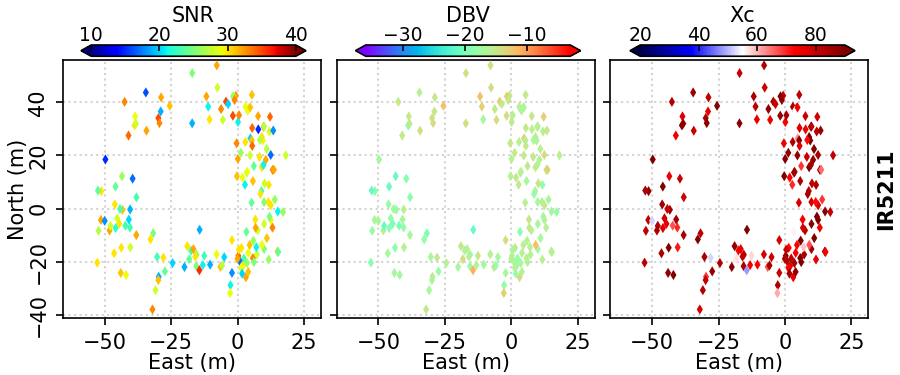 SNR DBV Xc
10 20 30 40 −30 −20 −10 20 40 60 80
40
20
0
−20
−40
North (m)
IR5211
−50 −25 0 25 −50 −25 0 25 −50 −25 0 25
East (m) East (m) East (m)